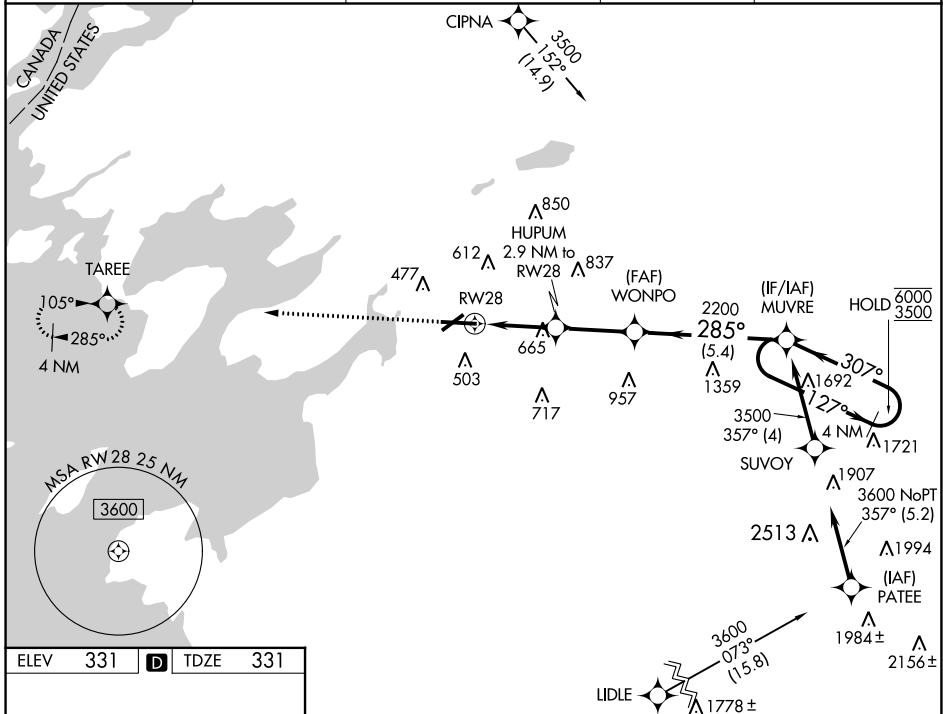 CIPNA
3500
152°
(14.9)
CANADA
UNITED STATES
850
HUPUM
2.9 NM to
RW28
837
612
477
RW28
(FAF)
WONPO
2200
285°
(5.4)
(IF/IAF)
MUVRE
HOLD
6000
3500
TAREE
105°
285°
4 NM
665
503
717
957
1359
307°
127°
1692
4 NM
1721
3500
357° (4)
SUVOY
1907
3600 NoPT
357° (5.2)
2513
1994
(IAF)
PATEE
1984 ±
2156 ±
MSA RW28 25 NM
3600
3600
073°
(15.8)
LIDLE
1778 ±
ELEV 331 D TDZE 331